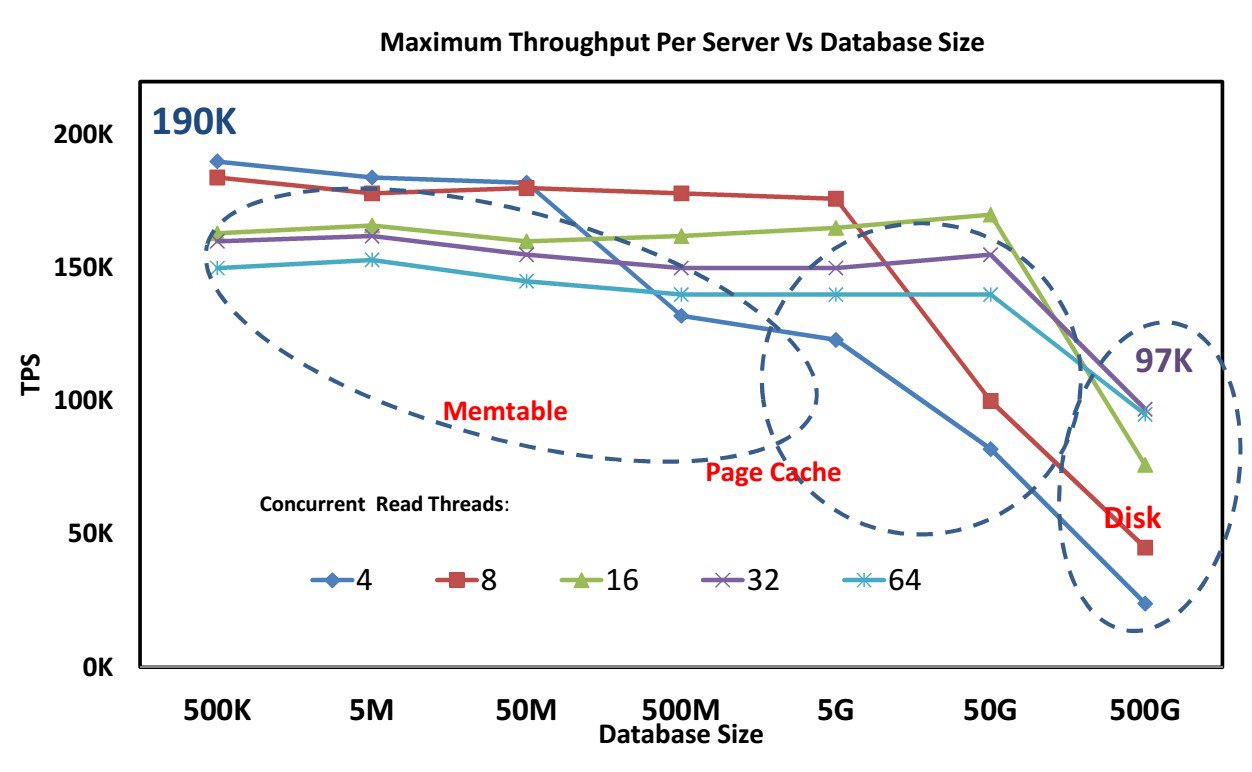 Maximum Throughput Per Server Vs Database Size
190K
200K
150K
97K
TPS
100K
Memtable
Page Cache
Concurrent Read Threads:
Disk
50K
4 8 16 32 64
0K
500K 5M 50M 500M 5G 50G 500G
Database Size